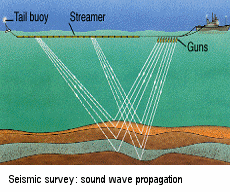 Tail buoy
Streamer
Guns
Seismic survey: sound wave propagation